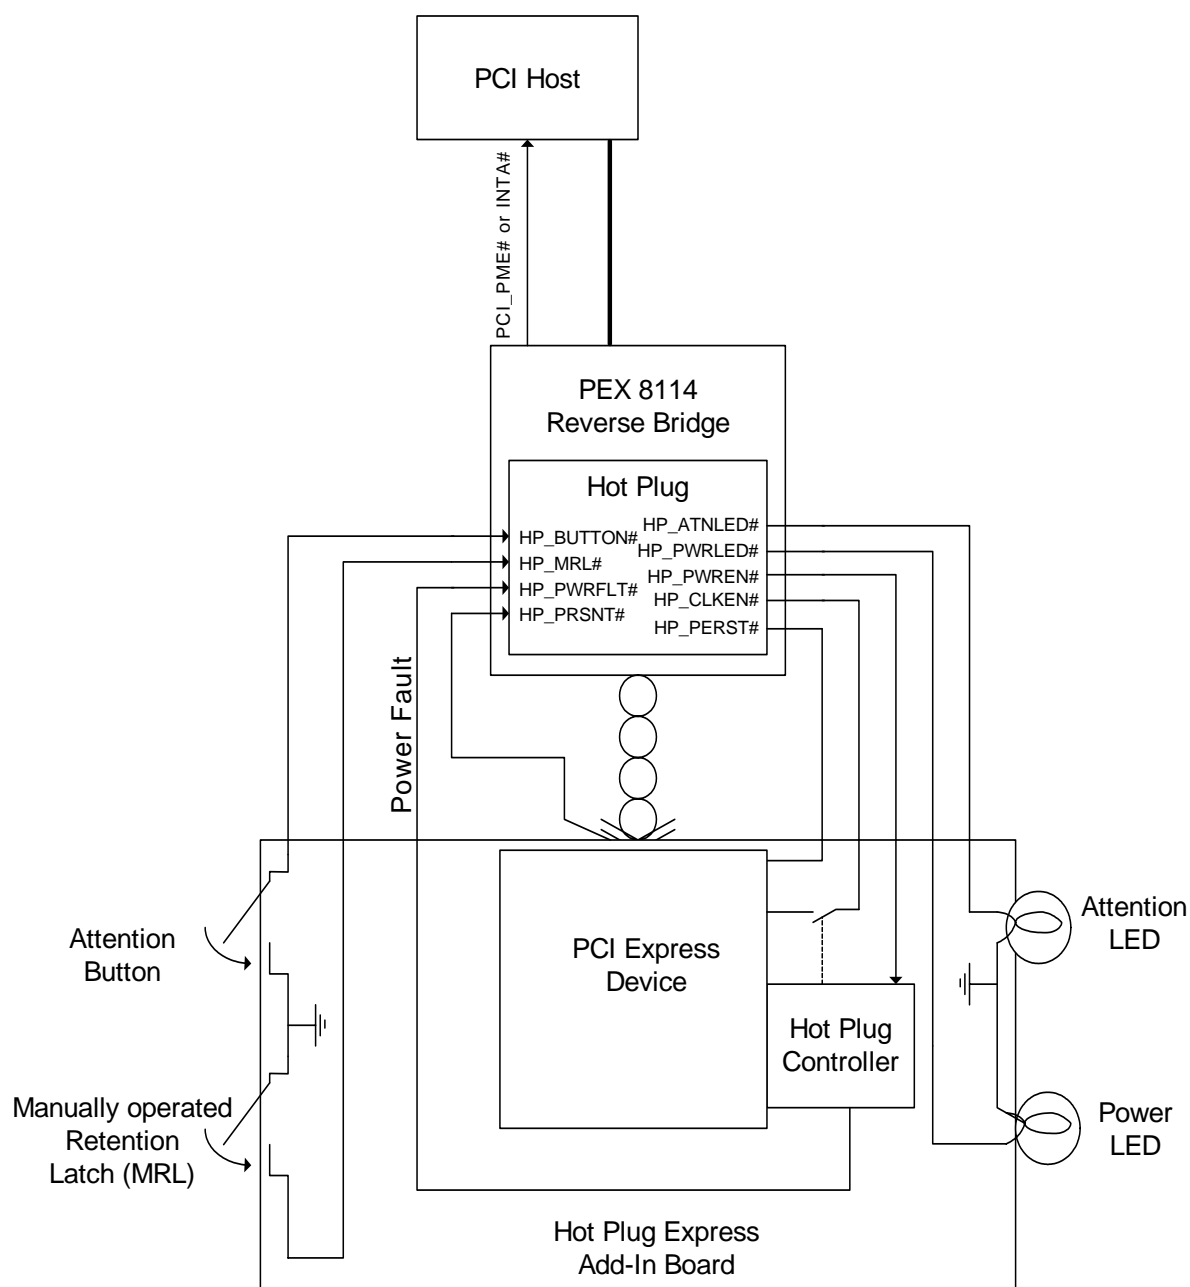 PCI Host
PCI_PME# or INTA#
PEX 8114
Reverse Bridge
Hot Plug
HP_BUTTON#
HP_MRL#
HP_PWRFLT#
HP_PRSNT#
HP_ATNLED#
HP_PWRLED#
HP_PWREN#
HP_CLKEN#
HP_PERST#
Power Fault
Attention
Button
PCI Express
Device
Attention
LED
Hot Plug
Controller
Manually operated
Retention
Latch (MRL)
Power
LED
Hot Plug Express
Add-In Board